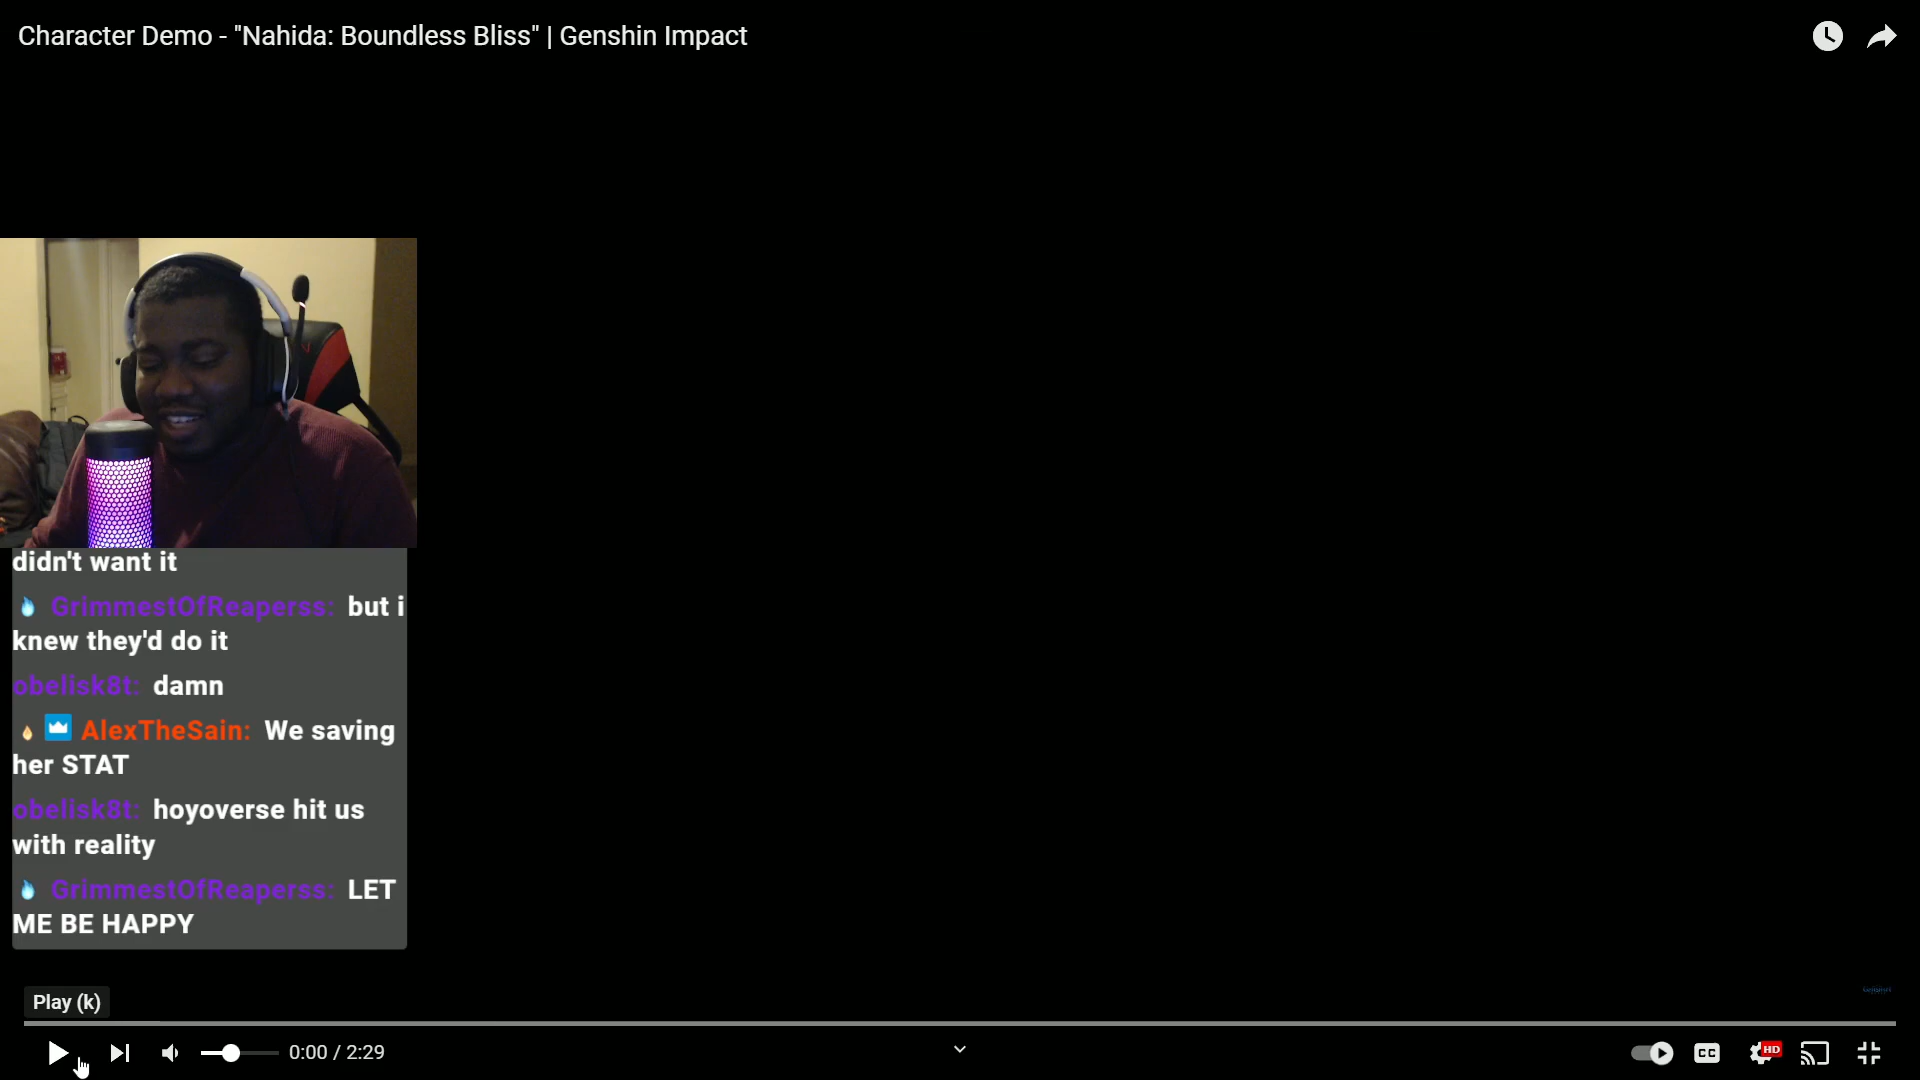 Character Demo - "Nahida: Boundless Bliss" | Genshin Impact
didn't want it
GrimmestOfReaperss: but i
knew they'd do it
obelisk8t: damn
AlexTheSain: We saving
her STAT
obelisk8t: hoyoverse hit us
with reality
GrimmestOfReaperss: LET
ME BE HAPPY
Play (k)
0:00 / 2:29
CC
HD